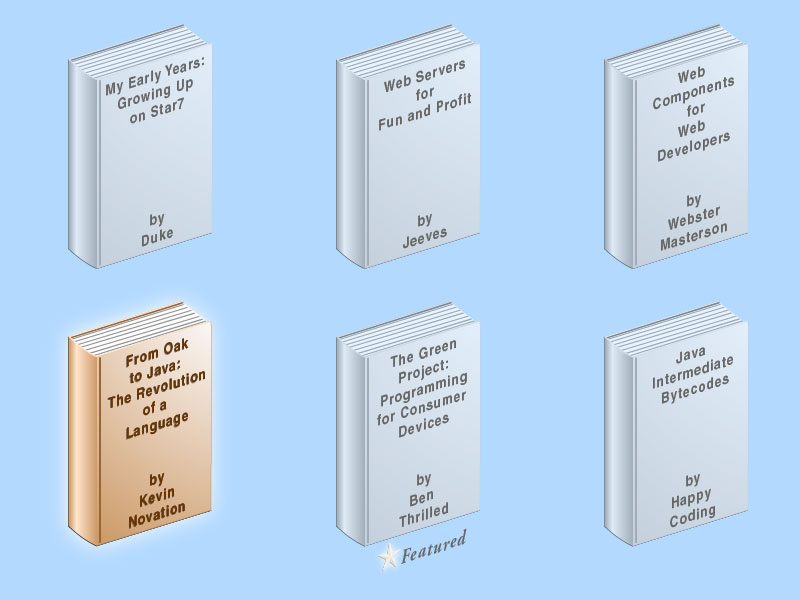 My Early Years:
Growing Up
on Star7
by
Duke
Web Servers
for
Fun and Profit
by
Jeeves
Web
Components
for
Web
Developers
by
Webster
Masterson
From Oak
to Java:
The Revolution
of a
Language
by
Kevin
Novation
The Green
Project:
Programming
for Consumer
Devices
by
Ben
Thrilled
Featured
Java
Intermediate
Bytecodes
by
Happy
Coding